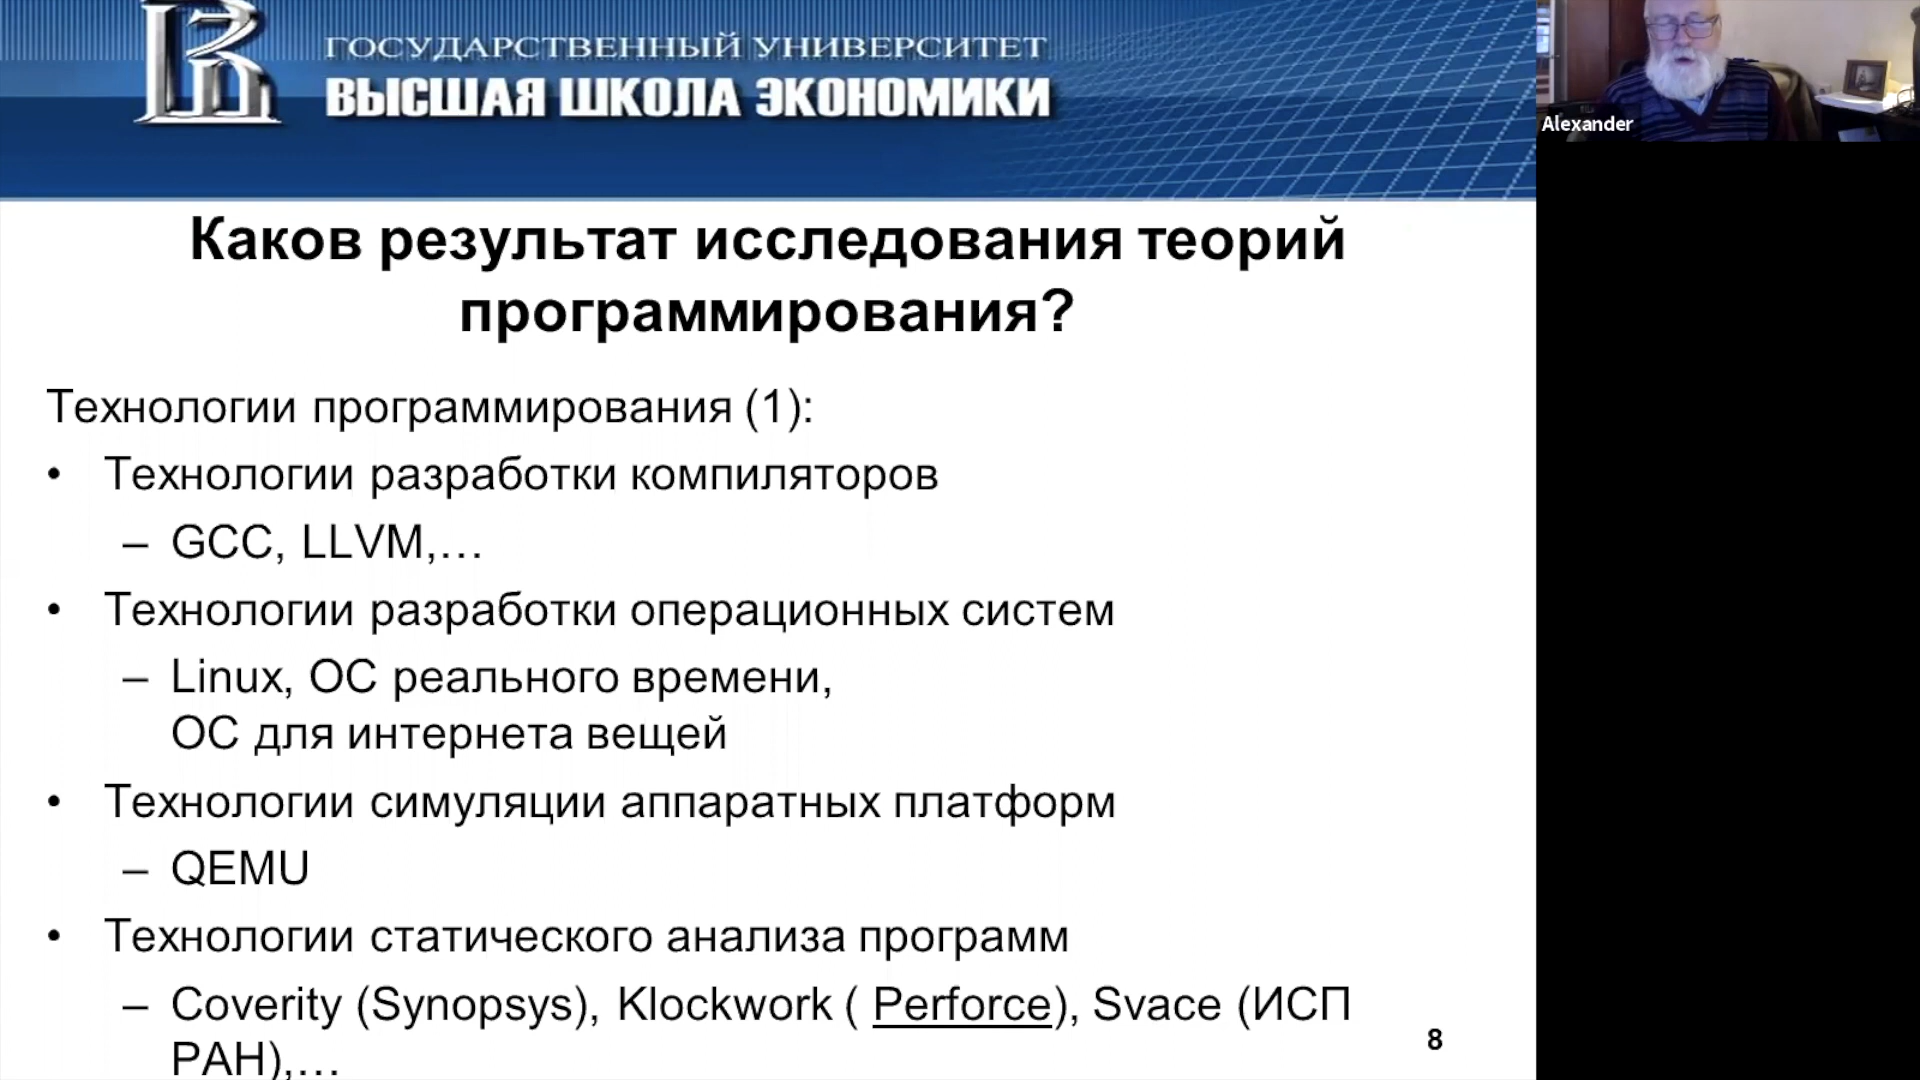 ГОСУДАРСТВЕННЫЙ УНИВЕРСИТЕТ
ВЫСШАЯ ШКОЛА ЭКОНОМИКИ
Alexander
Каков результат исследования теорий
программирования?
Технологии программирования (1):
• Технологии разработки компиляторов
– GCC, LLVM,…
• Технологии разработки операционных систем
– Linux, ОС реального времени,
ОС для интернета вещей
• Технологии симуляции аппаратных платформ
– QEMU
• Технологии статического анализа программ
– Coverity (Synopsys), Klockwork ( Perforce), Svace (ИСП
РАН),…
8